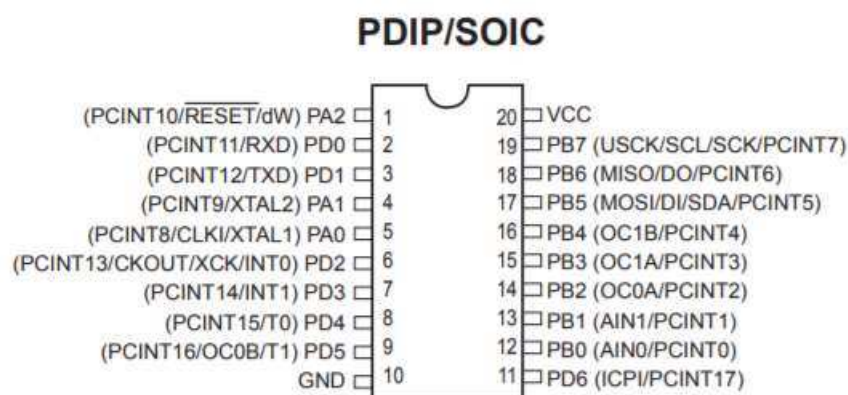 PDIP/SOIC
(PCINT10/RESET/dW) PA2 1 20 VCC
(PCINT11/RXD) PD0 2 19 PB7 (USCK/SCL/SCK/PCINT7)
(PCINT12/TXD) PD1 3 18 PB6 (MISO/DO/PCINT6)
(PCINT9/XTAL2) PA1 4 17 PB5 (MOSI/DI/SDA/PCINT5)
(PCINT8/CLKI/XTAL1) PA0 5 16 PB4 (OC1B/PCINT4)
(PCINT13/CKOUT/XCK/INT0) PD2 6 15 PB3 (OC1A/PCINT3)
(PCINT14/INT1) PD3 7 14 PB2 (OC0A/PCINT2)
(PCINT15/T0) PD4 8 13 PB1 (AIN1/PCINT1)
(PCINT16/OC0B/T1) PD5 9 12 PB0 (AIN0/PCINT0)
GND 10 11 PD6 (ICPI/PCINT17)